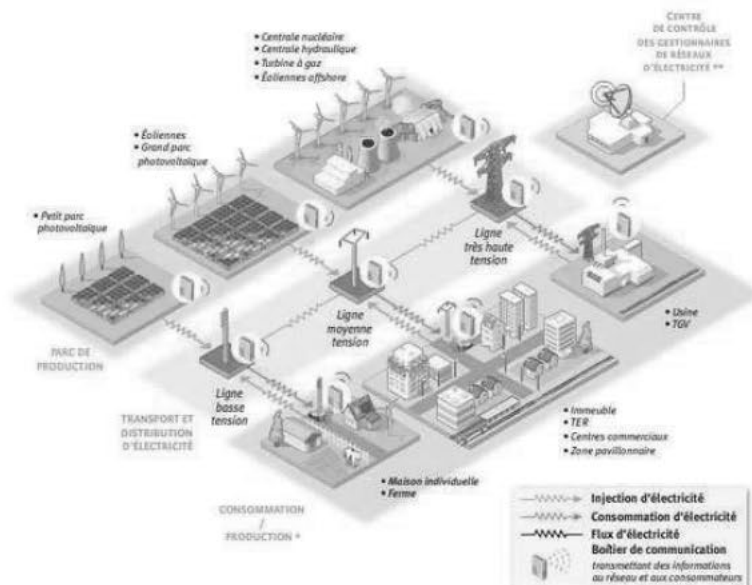 CENTRE
DE CONTRÔLE
DES GESTIONNAIRES
DE RÉSEAUX
D'ÉLECTRICITÉ **
• Centrale nucléaire
• Centrale hydraulique
• Turbine à gaz
• Éoliennes offshore
• Éoliennes
• Grand parc
photovoltaïque
• Petit parc
photovoltaïque
Ligne
très haute
tension
Ligne
moyenne
tension
Ligne
basse
tension
• Usine
• TGV
PARC DE
PRODUCTION
TRANSPORT ET
DISTRIBUTION
D'ÉLECTRICITÉ
• Immeuble
• TER
• Centres commerciaux
• Zone pavillonnaire
• Maison individuelle
• Ferme
CONSOMMATION
/
PRODUCTION *
Injection d'électricité
Consommation d'électricité
Flux d'électricité
Boîtier de communication
transmettant des informations
au réseau et aux consommateurs